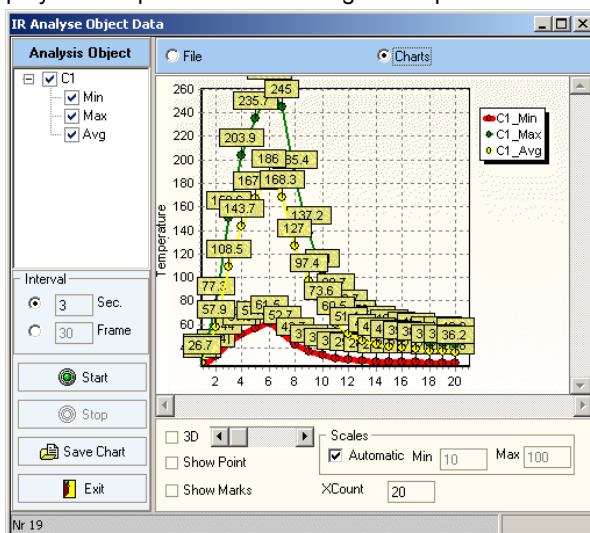 IR Analyse Object Data
Analysis Object
File
Charts
C1
Min
Max
Avg
260
240
220
200
180
160
140
120
100
80
60
Temperature
2 4 6 8 10 12 14 16 18 20
245
235.7
203.9
186
167
168.3
143.7
137.2
127
108.5
97.4
77.3
73.6
57.9
61.5
52.7
26.7
36.2
C1_Min
C1_Max
C1_Avg
Interval
3 Sec.
30 Frame
Start
Stop
Save Chart
Exit
3D
Show Point
Show Marks
Scales
Automatic Min 10 Max 100
XCount 20
Nr 19